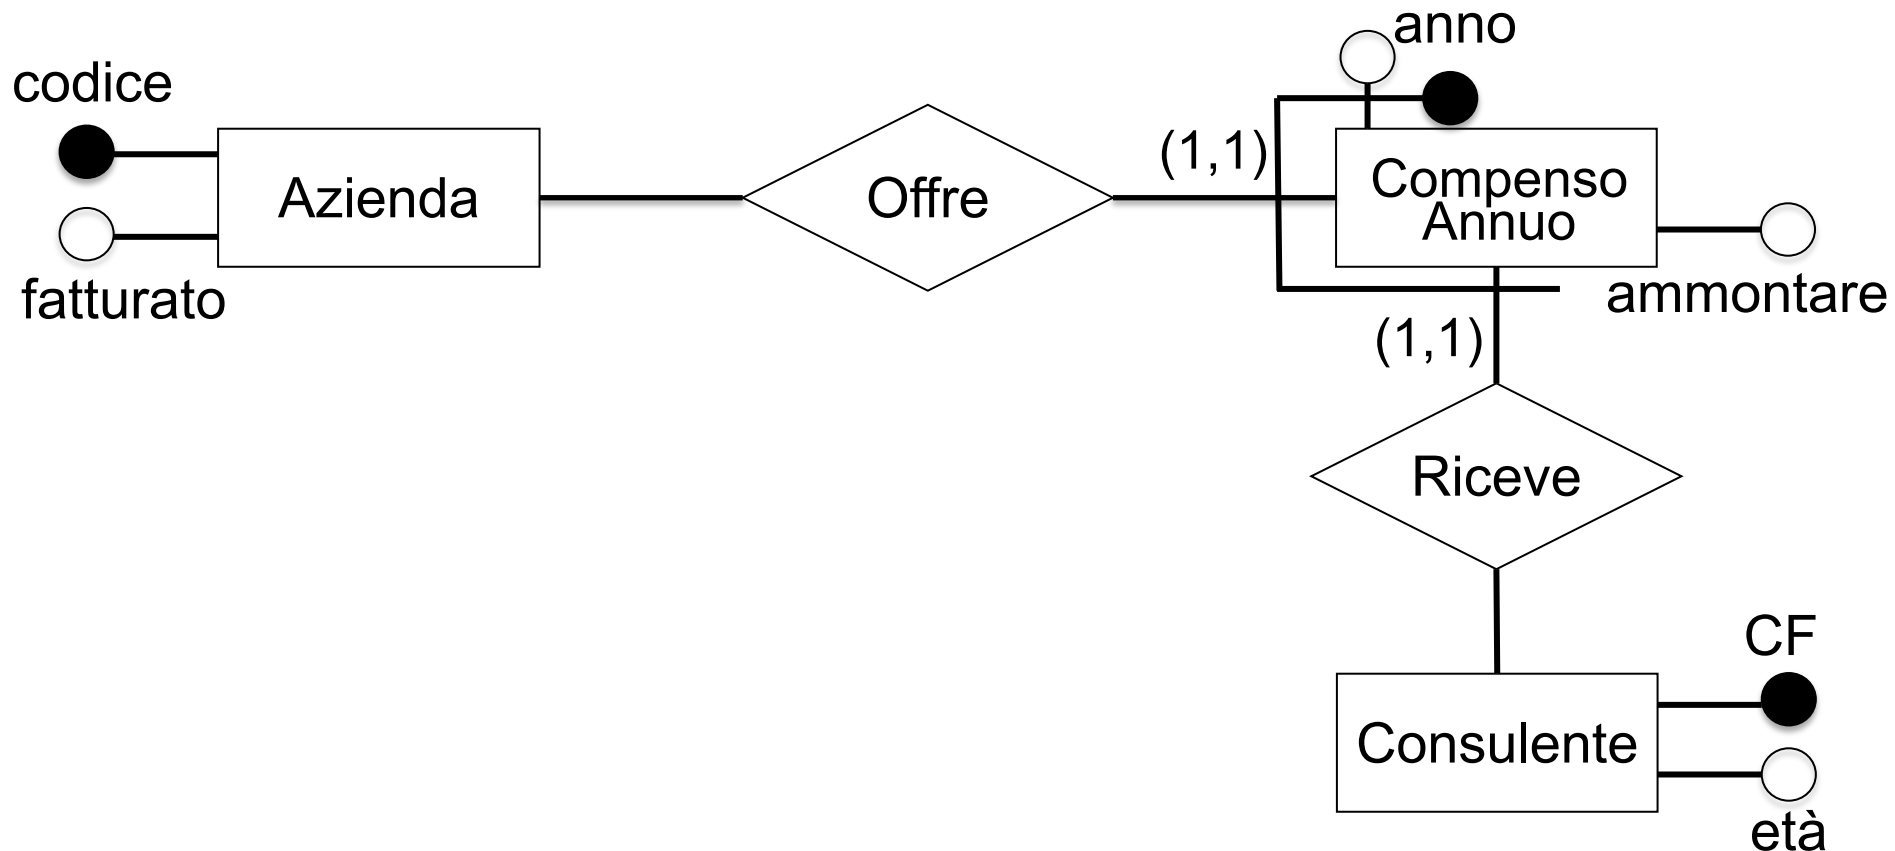 anno
codice
(1,1)
Azienda
Offre
Compenso
Annuo
fatturato
ammontare
(1,1)
Riceve
CF
Consulente
età